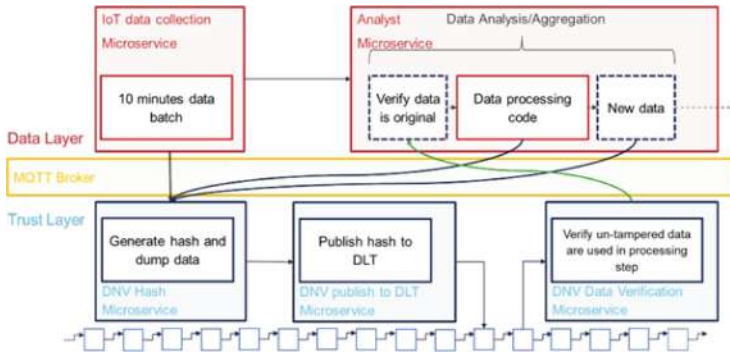 IoT data collection
Microservice
Analyst
Microservice
Data Analysis/Aggregation
10 minutes data
batch
Verify data
is original
Data processing
code
New data
Data Layer
MQTT Broker
Trust Layer
Generate hash and
dump data
Publish hash to
DLT
Verify un-tampered data
are used in processing
step
DNV Hash
Microservice
DNV publish to DLT
Microservice
DNV Data Verification
Microservice